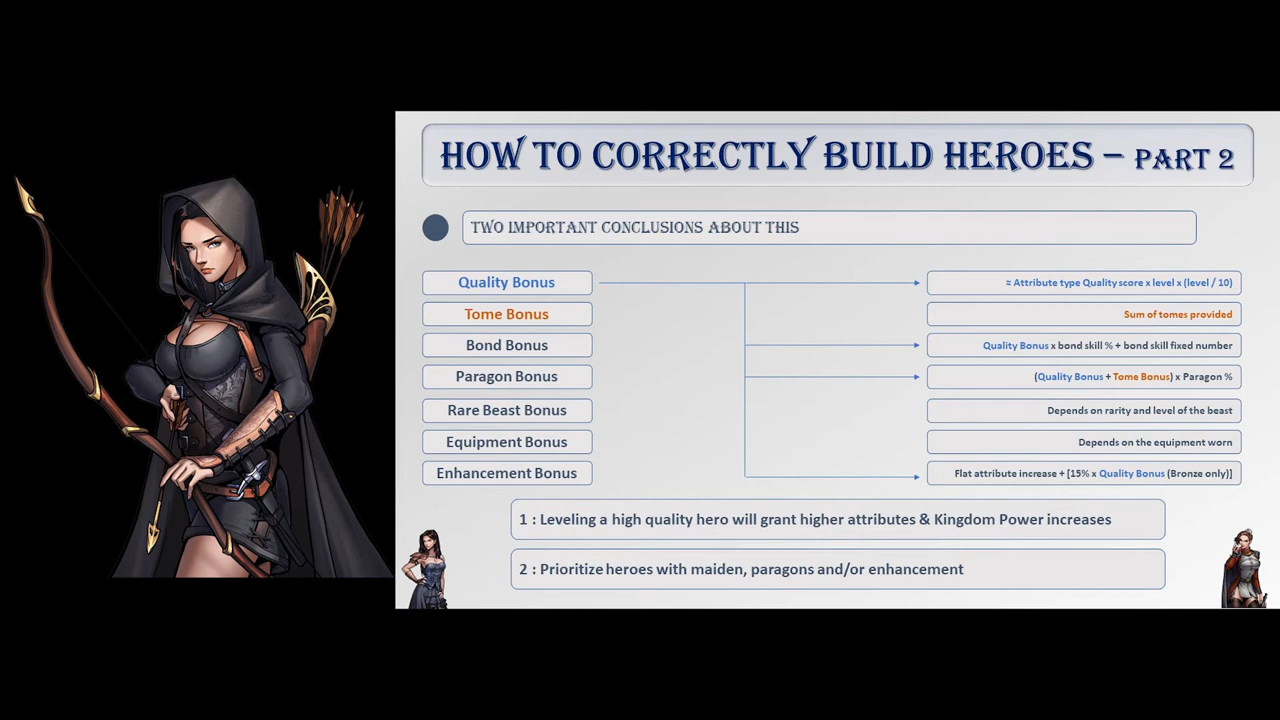 HOW TO CORRECTLY BUILD HEROES – PART 2
TWO IMPORTANT CONCLUSIONS ABOUT THIS
Quality Bonus
≈ Attribute type Quality score x level x (level / 10)
Tome Bonus
Sum of tomes provided
Bond Bonus
Quality Bonus x bond skill % + bond skill fixed number
Paragon Bonus
(Quality Bonus + Tome Bonus) x Paragon %
Rare Beast Bonus
Depends on rarity and level of the beast
Equipment Bonus
Depends on the equipment worn
Enhancement Bonus
Flat attribute increase + [15% x Quality Bonus (Bronze only)]
1 : Leveling a high quality hero will grant higher attributes & Kingdom Power increases
2 : Prioritize heroes with maiden, paragons and/or enhancement